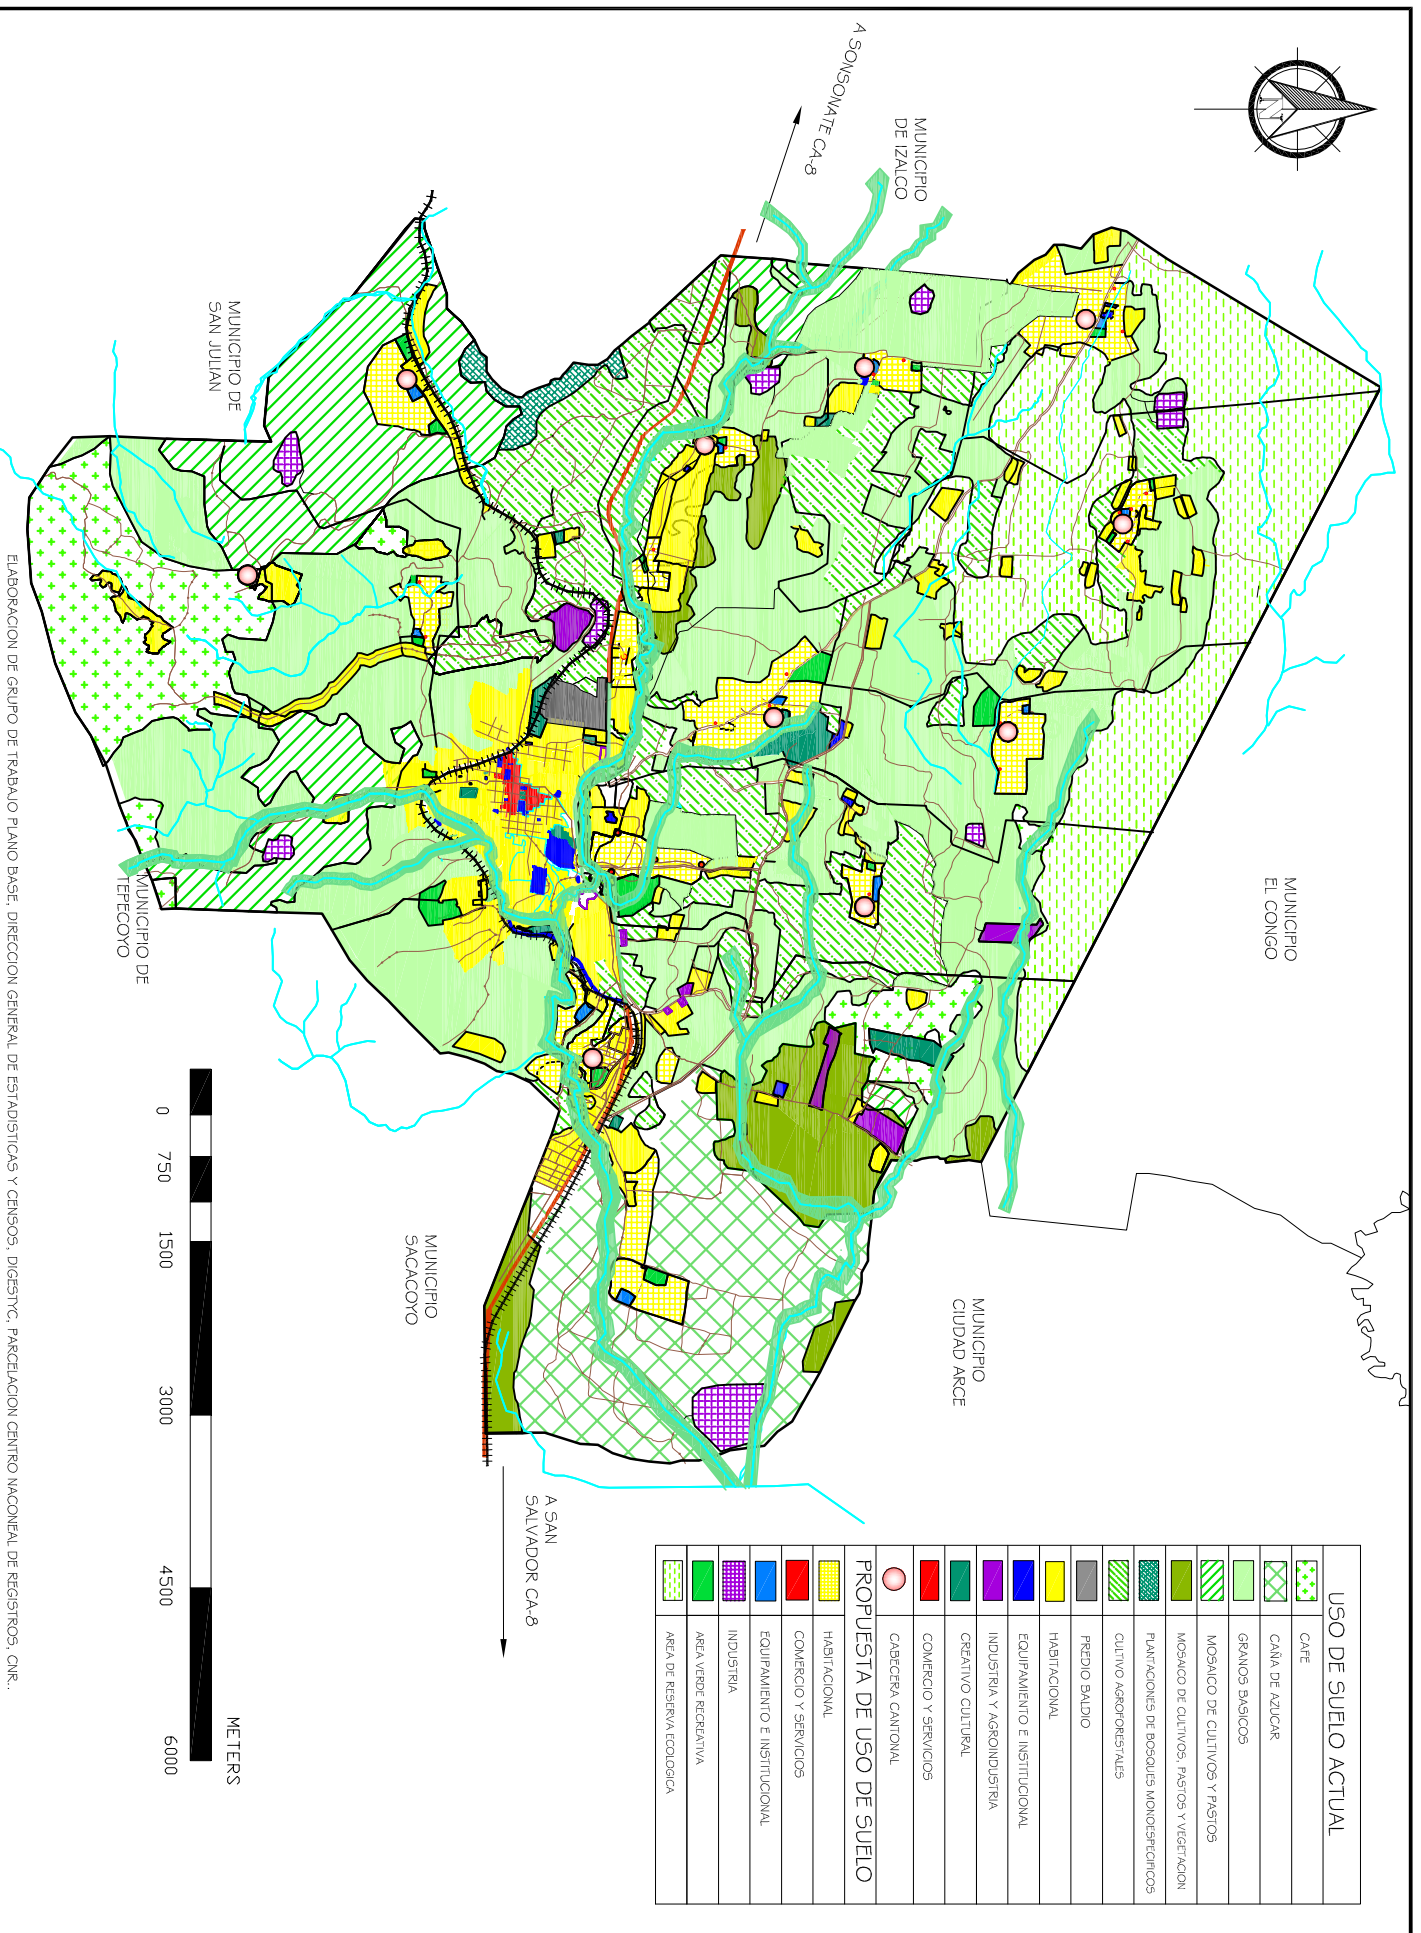 N
A SONSONATE CA-8
MUNICIPIO
DE IZALCO
MUNICIPIO DE
SAN JULIAN
MUNICIPIO
EL CONGO
MUNICIPIO DE
TEPECOYO
MUNICIPIO
SACACOYO
MUNICIPIO
CIUDAD ARCE
A SAN
SALVADOR CA-8
USO DE SUELO ACTUAL
CAFE
CAÑA DE AZUCAR
GRANOS BASICOS
MOSAICO DE CULTIVOS Y PASTOS
MOSAICO DE CULTIVOS, PASTOS Y VEGETACION
PLANTACIONES DE BOSQUES MONOESPECIFICOS
CULTIVO AGROFORESTALES
PREDIO BALDIO
HABITACIONAL
EQUIPAMIENTO E INSTITUCIONAL
INDUSTRIA Y AGROINDUSTRIA
CREATIVO CULTURAL
COMERCIO Y SERVICIOS
CABECERA CANTONAL
PROPUESTA DE USO DE SUELO
HABITACIONAL
COMERCIO Y SERVICIOS
EQUIPAMIENTO E INSTITUCIONAL
INDUSTRIA
AREA VERDE RECREATIVA
AREA DE RESERVA ECOLOGICA
METERS
0 750 1500 3000 4500 6000
ELABORACION DE GRUPO DE TRABAJO PLANO BASE, DIRECCION GENERAL DE ESTADISTICAS Y CENSOS, DIGESTYC, PARCELACION CENTRO NACONEAL DE REGISTROS, CNR..